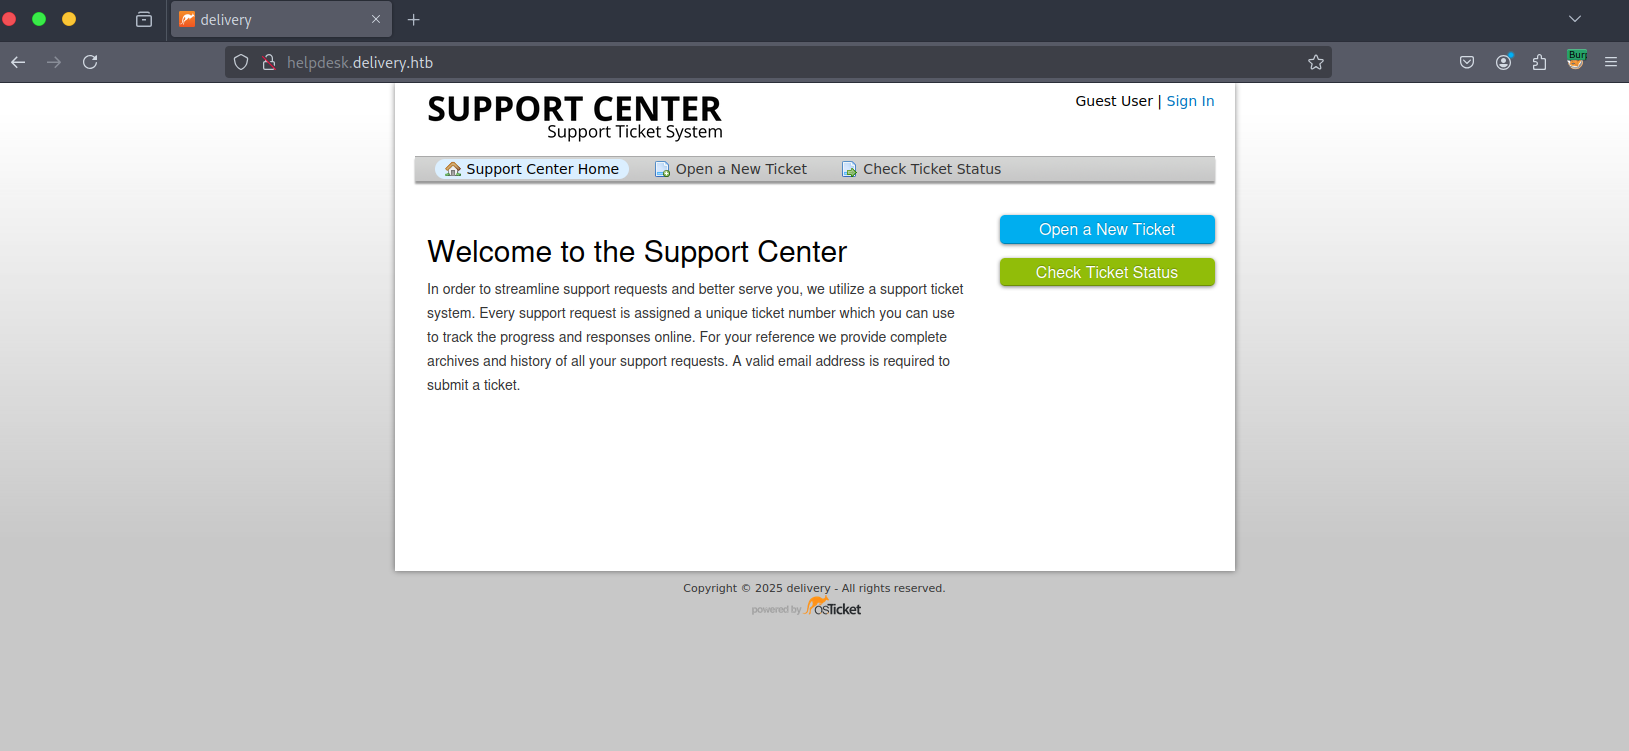 delivery
helpdesk.delivery.htb
SUPPORT CENTER
Support Ticket System
Guest User | Sign In
Support Center Home
Open a New Ticket
Check Ticket Status
Open a New Ticket
Check Ticket Status
Welcome to the Support Center
In order to streamline support requests and better serve you, we utilize a support ticket
system. Every support request is assigned a unique ticket number which you can use
to track the progress and responses online. For your reference we provide complete
archives and history of all your support requests. A valid email address is required to
submit a ticket.
Copyright © 2025 delivery - All rights reserved.
powered by osTicket